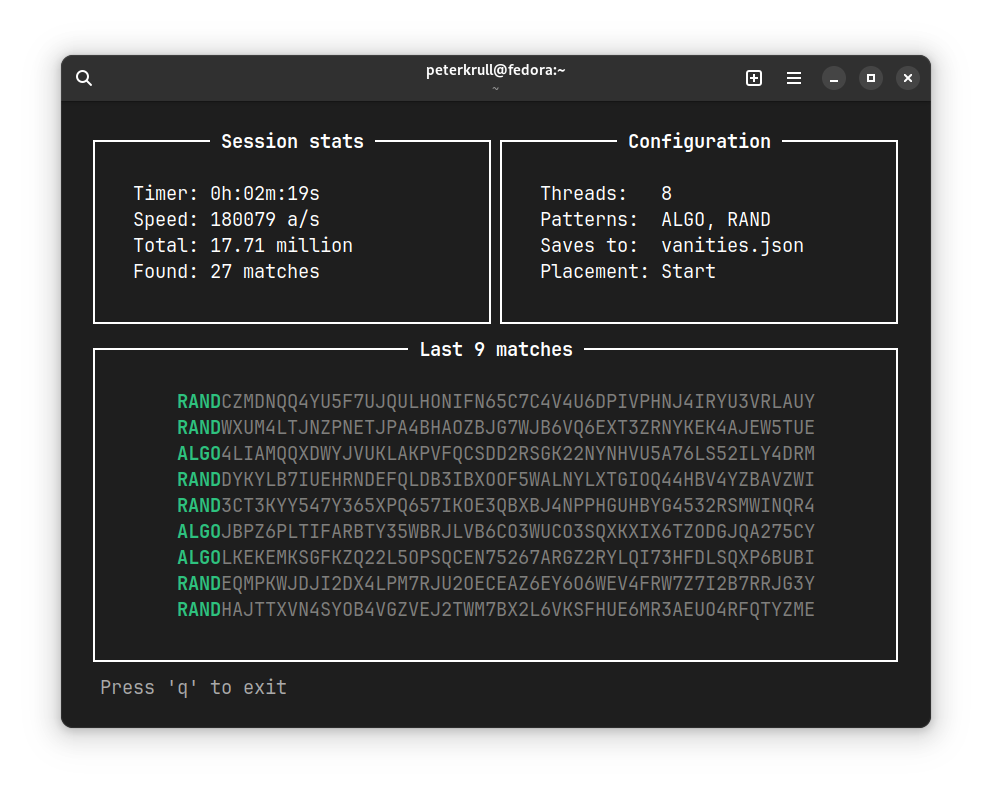 peterkrull@fedora:~
~
Session stats
Timer: 0h:02m:19s
Speed: 180079 a/s
Total: 17.71 million
Found: 27 matches
Configuration
Threads: 8
Patterns: ALGO, RAND
Saves to: vanities.json
Placement: Start
Last 9 matches
RANDCZMDNQQ4YU5F7UJQULHONIFN65C7C4V4U6DPIVPHNJ4IRYU3VRLAUY
RANDWXUM4LTJNZPNETJPA4BHAOZBJG7WJB6VQ6EXT3ZRNYKEK4AJEW5TUE
ALGO4LIAMQQXDWYJVUKLAKPVFQCSDD2RSGK22NYNHVU5A76LS52ILY4DRM
RANDDYKYLB7IUEHRNDEFQLDB3IBXOOF5WALNYLXTGIOQ44HBV4YZBAVZWI
RAND3CT3KYY547Y365XPQ657IKOE3QBXBJ4NPPHGUHBYG4532RSMWINQR4
ALGOJBPZ6PLTIFARBTY35WBRJLVB6CO3WUCO3SQXKXIX6TZODGJQA275CY
ALGOLKEKEMKSGFKZQ22L5OPSQCEN75267ARGZ2RYLQI73HFDLSQXP6BUBI
RANDEQMPKWJDJI2DX4LPM7RJU2OECEAZ6EY6O6WEV4FRW7Z7I2B7RRJG3Y
RANDHAJTTXVN4SYOB4VGZVEJ2TWM7BX2L6VKSFHUE6MR3AEUO4RFQTYZME
Press 'q' to exit